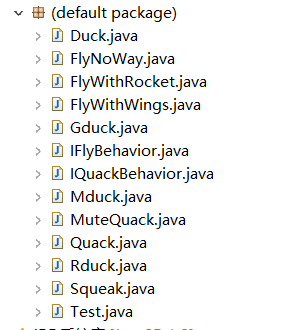 (default package)
Duck.java
FlyNoWay.java
FlyWithRocket.java
FlyWithWings.java
Gduck.java
IFlyBehavior.java
IQuackBehavior.java
Mduck.java
MuteQuack.java
Quack.java
Rduck.java
Squeak.java
Test.java